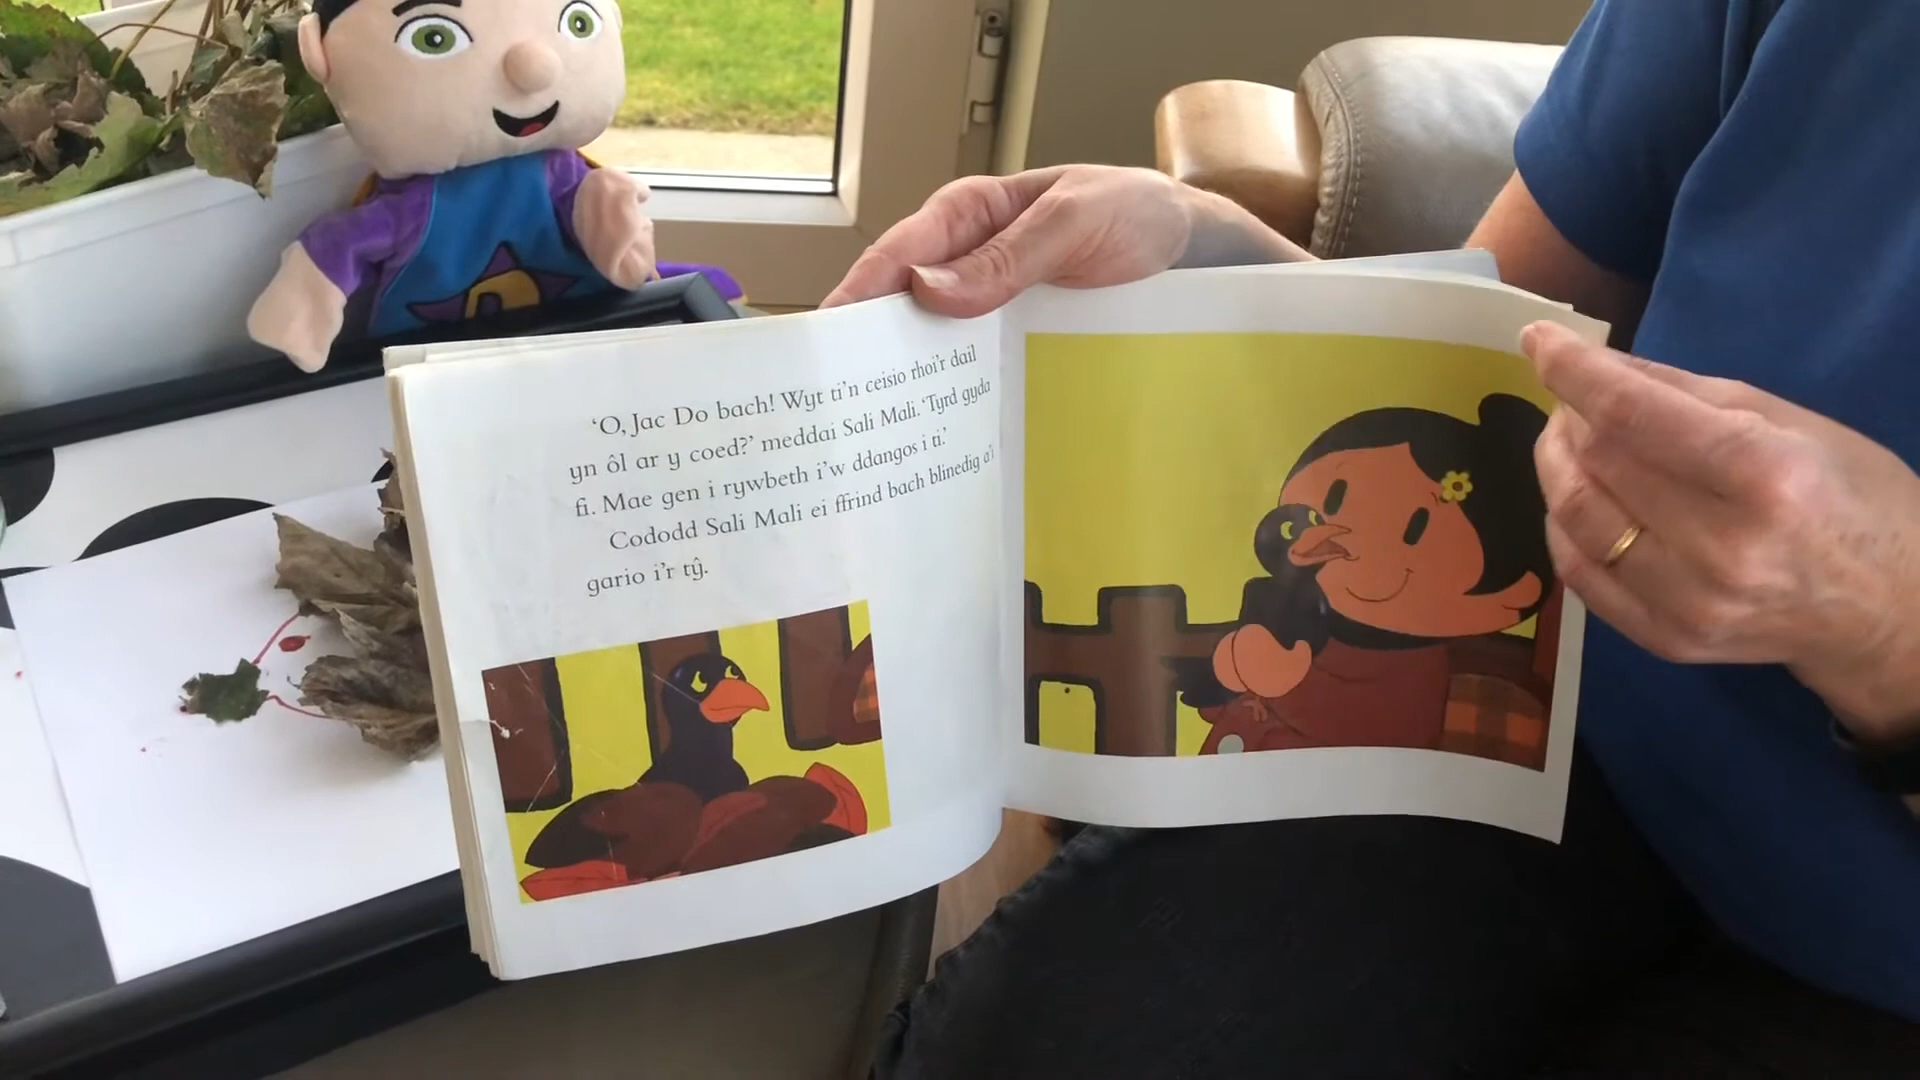 ‘O, Jac Do bach! Wyt ti’n ceisio rhoi’r dail
yn ôl ar y coed?’ meddai Sali Mali. ‘Tyrd gyda
fi. Mae gen i rywbeth i’w ddangos i ti.’
Cododd Sali Mali ei ffrind bach blinedig a’i
gario i’r tŷ.